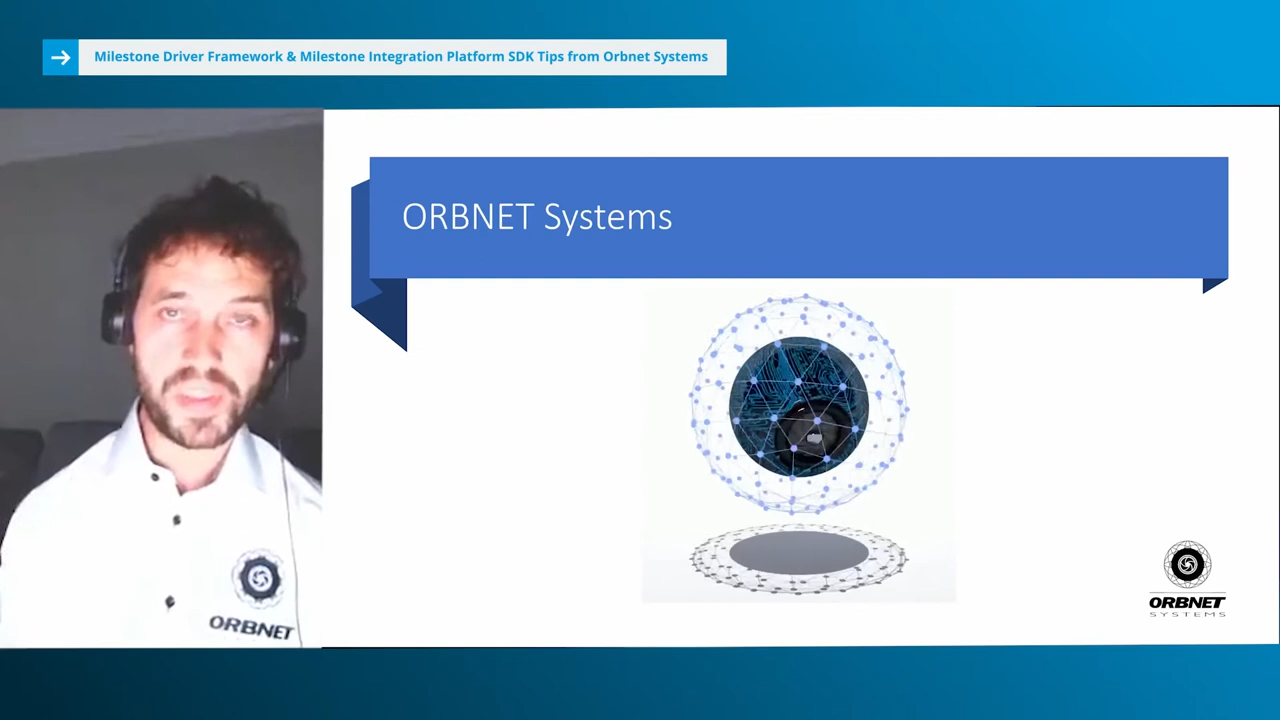 Milestone Driver Framework & Milestone Integration Platform SDK Tips from Orbnet Systems
ORBNET Systems
ORBNET
ORBNET
SYSTEMS